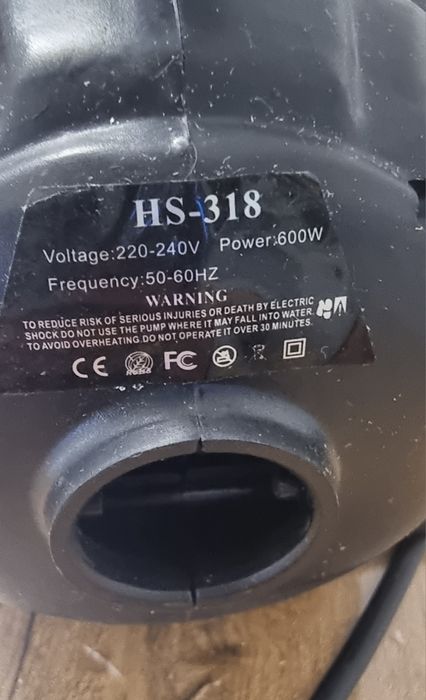 HS-318
Voltage:220-240V Power:600W
Frequency:50-60HZ
WARNING
TO REDUCE RISK OF SERIOUS INJURIES OR DEATH BY ELECTRIC
SHOCK DO NOT USE THE PUMP WHERE IT MAY FALL INTO WATER.
TO AVOID OVERHEATING.DO NOT OPERATE IT OVER 30 MINUTES.
CE RoHS FC